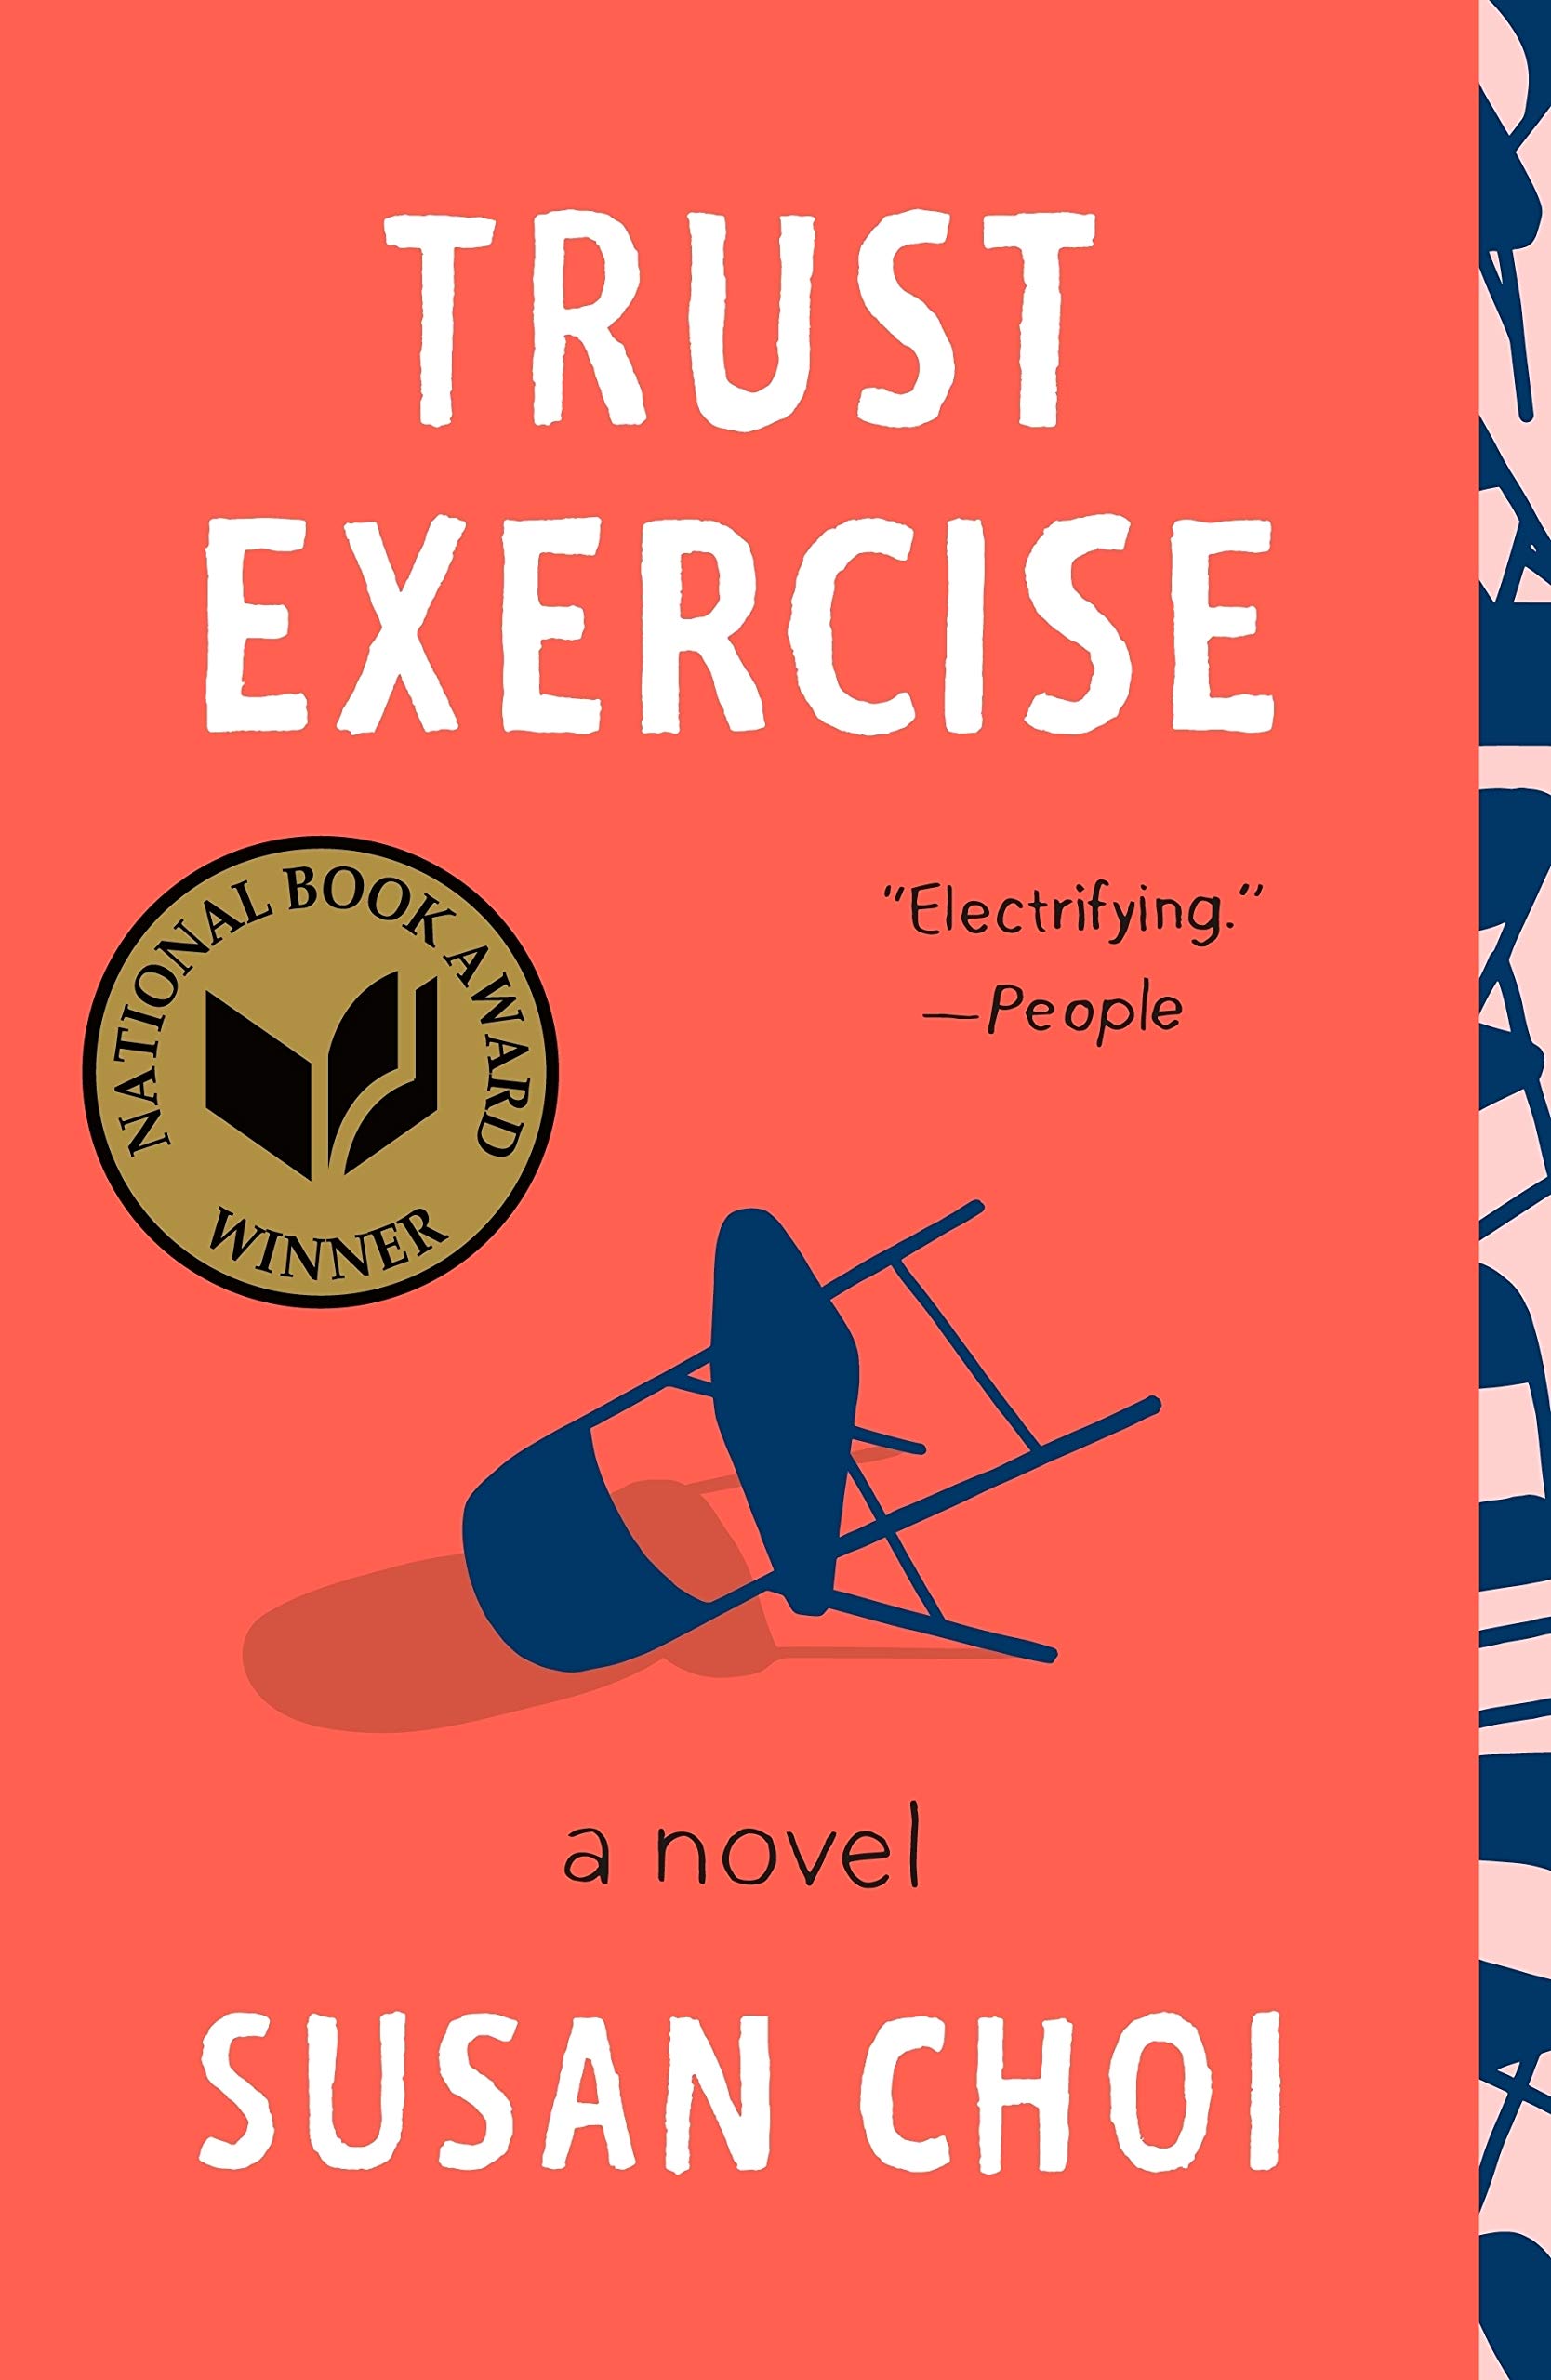 TRUST
EXERCISE
NATIONAL BOOK AWARD
WINNER
“Electrifying.”
—People
a novel
SUSAN CHOI